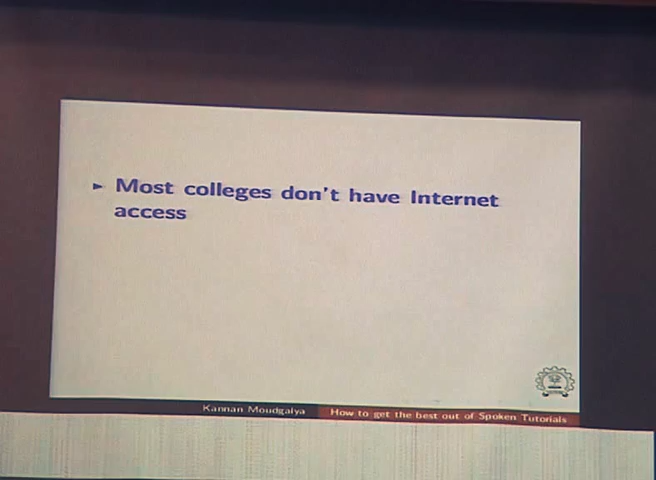 ► Most colleges don't have Internet
access
Kannan Moudgalya
How to get the best out of Spoken Tutorials